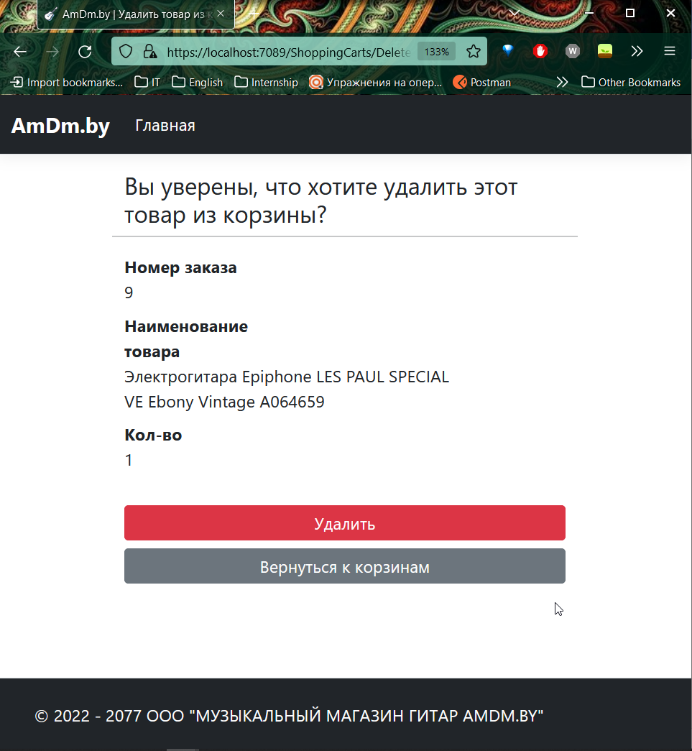 AmDm.by | Удалить товар из
https://localhost:7089/ShoppingCarts/Delete
133%
Import bookmarks...
IT
English
Internship
Упражнения на опер...
Postman
Other Bookmarks
AmDm.by
Главная
Вы уверены, что хотите удалить этот
товар из корзины?
Номер заказа
9
Наименование
товара
Электрогитара Epiphone LES PAUL SPECIAL
VE Ebony Vintage A064659
Кол-во
1
Удалить
Вернуться к корзинам
© 2022 - 2077 ООО "МУЗЫКАЛЬНЫЙ МАГАЗИН ГИТАР AMDM.BY"